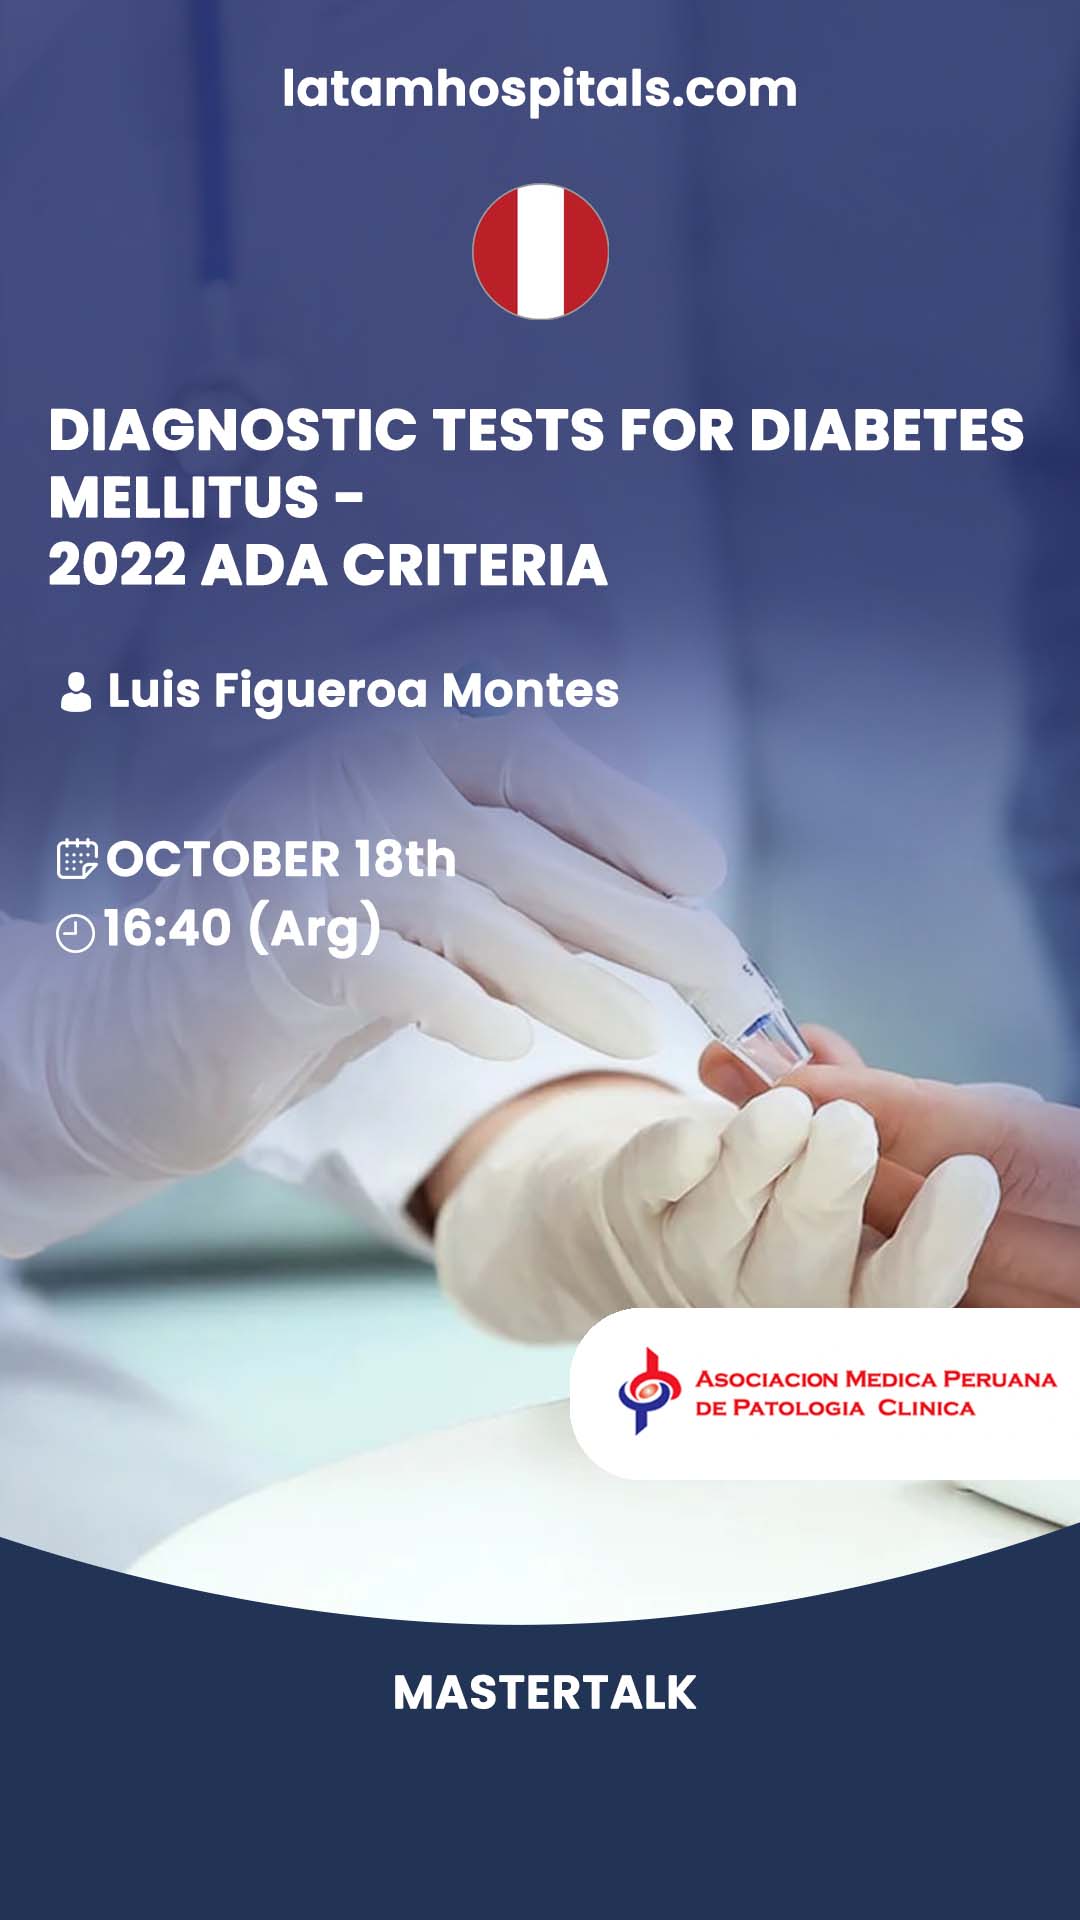 latamhospitals.com
DIAGNOSTIC TESTS FOR DIABETES
MELLITUS -
2022 ADA CRITERIA
Luis Figueroa Montes
OCTOBER 18th
16:40 (Arg)
ASOCIACION MEDICA PERUANA
DE PATOLOGIA CLINICA
MASTERTALK